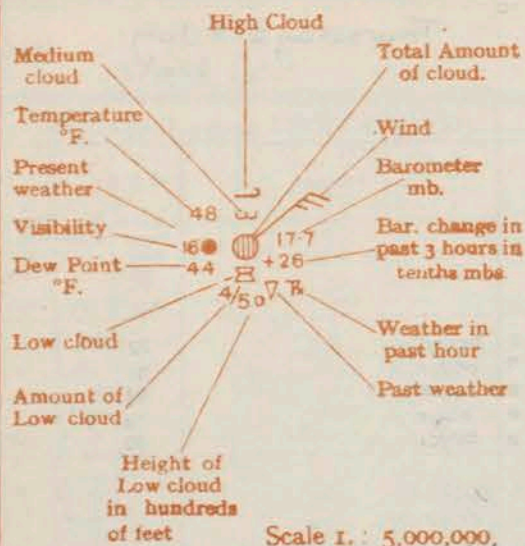 High Cloud
Medium
cloud
Total Amount
of cloud.
Temperature
°F.
Wind
Present
weather
Barometer
mb.
48
Visibility
16
17.7
Bar. change in
past 3 hours in
tenths mbs.
Dew Point
°F.
44
+26
4/50
Low cloud
Weather in
past hour
Amount of
Low cloud
Past weather
Height of
Low cloud
in hundreds
of feet
Scale 1. : 5,000,000.